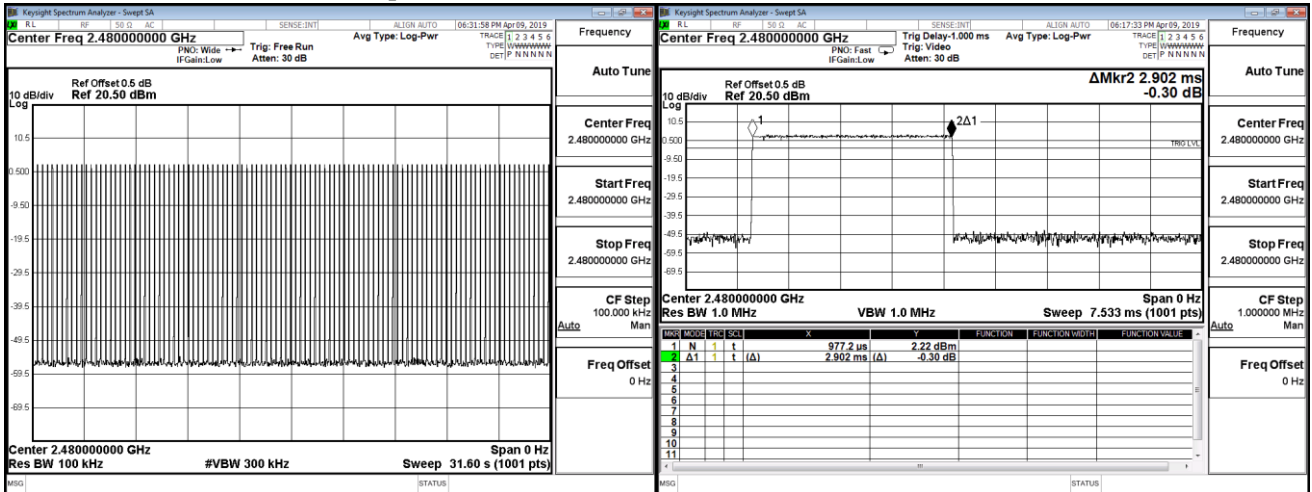 Keysight Spectrum Analyzer - Swept SA
RL RF 50 Ω AC SENSE:INT ALIGN AUTO 06:31:58 PM Apr 09, 2019
Center Freq 2.480000000 GHz
PNO: Wide
IFGain:Low
Trig: Free Run
Atten: 30 dB
Avg Type: Log-Pwr
TRACE 1 2 3 4 5 6
TYPE WWWWWW
DET P N N N N N
Ref Offset 0.5 dB
10 dB/div Ref 20.50 dBm
Log
10.5
0.500
-9.50
-19.5
-29.5
-39.5
-49.5
-59.5
-69.5
Center 2.480000000 GHz Span 0 Hz
Res BW 100 kHz #VBW 300 kHz Sweep 31.60 s (1001 pts)
MSG STATUS
Frequency
Auto Tune
Center Freq
2.480000000 GHz
Start Freq
2.480000000 GHz
Stop Freq
2.480000000 GHz
CF Step
100.000 kHz
Auto Man
Freq Offset
0 Hz
Keysight Spectrum Analyzer - Swept SA
RL RF 50 Ω AC SENSE:INT ALIGN AUTO 06:17:33 PM Apr 09, 2019
Center Freq 2.480000000 GHz
PNO: Fast
IFGain:Low
Trig Delay-1.000 ms
Trig: Video
Atten: 30 dB
Avg Type: Log-Pwr
TRACE 1 2 3 4 5 6
TYPE WWWWWW
DET P N N N N N
ΔMkr2 2.902 ms
-0.30 dB
Ref Offset 0.5 dB
10 dB/div Ref 20.50 dBm
Log
1
2Δ1
TRIG LVL
10.5
0.500
-9.50
-19.5
-29.5
-39.5
-49.5
-59.5
-69.5
Center 2.480000000 GHz Span 0 Hz
Res BW 1.0 MHz VBW 1.0 MHz Sweep 7.533 ms (1001 pts)
MKR MODE TRC SCL X Y FUNCTION FUNCTION WIDTH FUNCTION VALUE
1 N 1 t 977.2 µs 2.22 dBm
2 Δ1 1 t (Δ) 2.902 ms (Δ) -0.30 dB
3
4
5
6
7
8
9
10
11
MSG STATUS
Frequency
Auto Tune
Center Freq
2.480000000 GHz
Start Freq
2.480000000 GHz
Stop Freq
2.480000000 GHz
CF Step
1.000000 MHz
Auto Man
Freq Offset
0 Hz